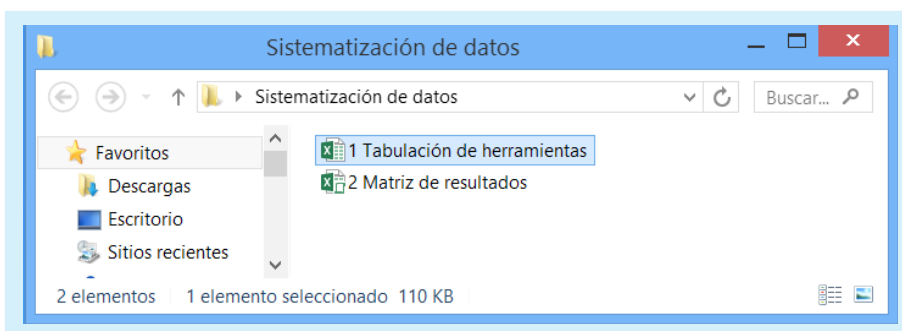 Sistematización de datos
Sistematización de datos
Buscar...
Favoritos
Descargas
Escritorio
Sitios recientes
1 Tabulación de herramientas
2 Matriz de resultados
2 elementos 1 elemento seleccionado 110 KB